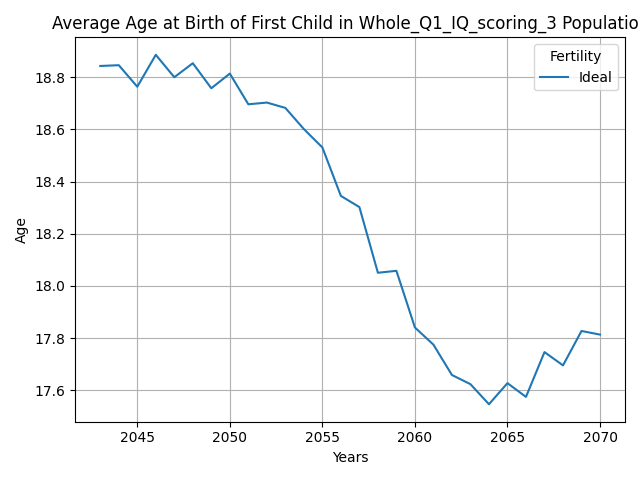 Average Age at Birth of First Child in Whole_Q1_IQ_scoring_3 Populatio
Fertility
Ideal
Age
18.8
18.6
18.4
18.2
18.0
17.8
17.6
2045 2050 2055 2060 2065 2070
Years